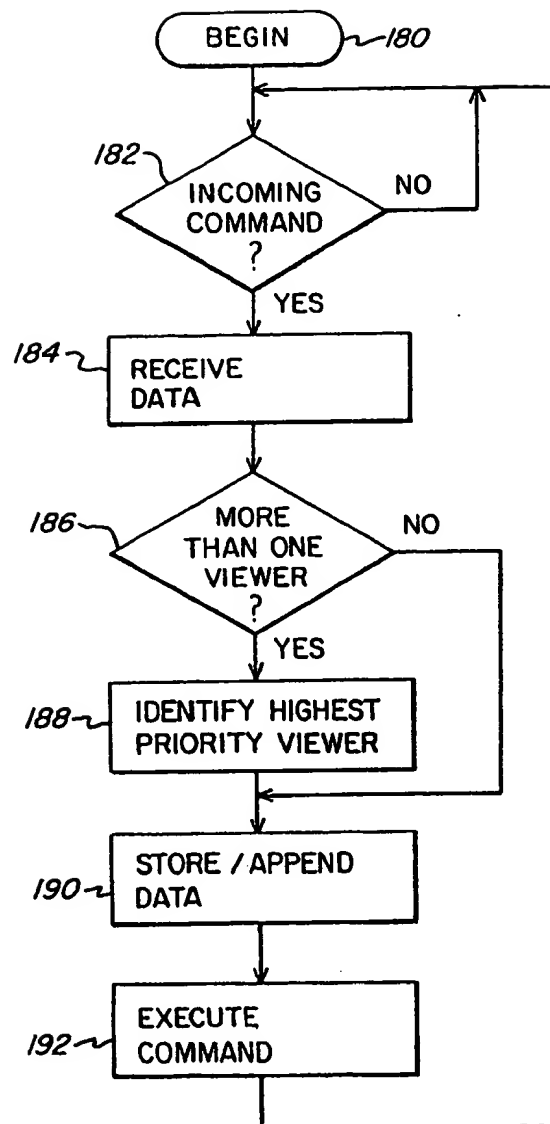 BEGIN
180
182
INCOMING
COMMAND
?
NO
YES
184
RECEIVE
DATA
186
MORE
THAN ONE
VIEWER
?
NO
YES
188
IDENTIFY HIGHEST
PRIORITY VIEWER
190
STORE / APPEND
DATA
192
EXECUTE
COMMAND